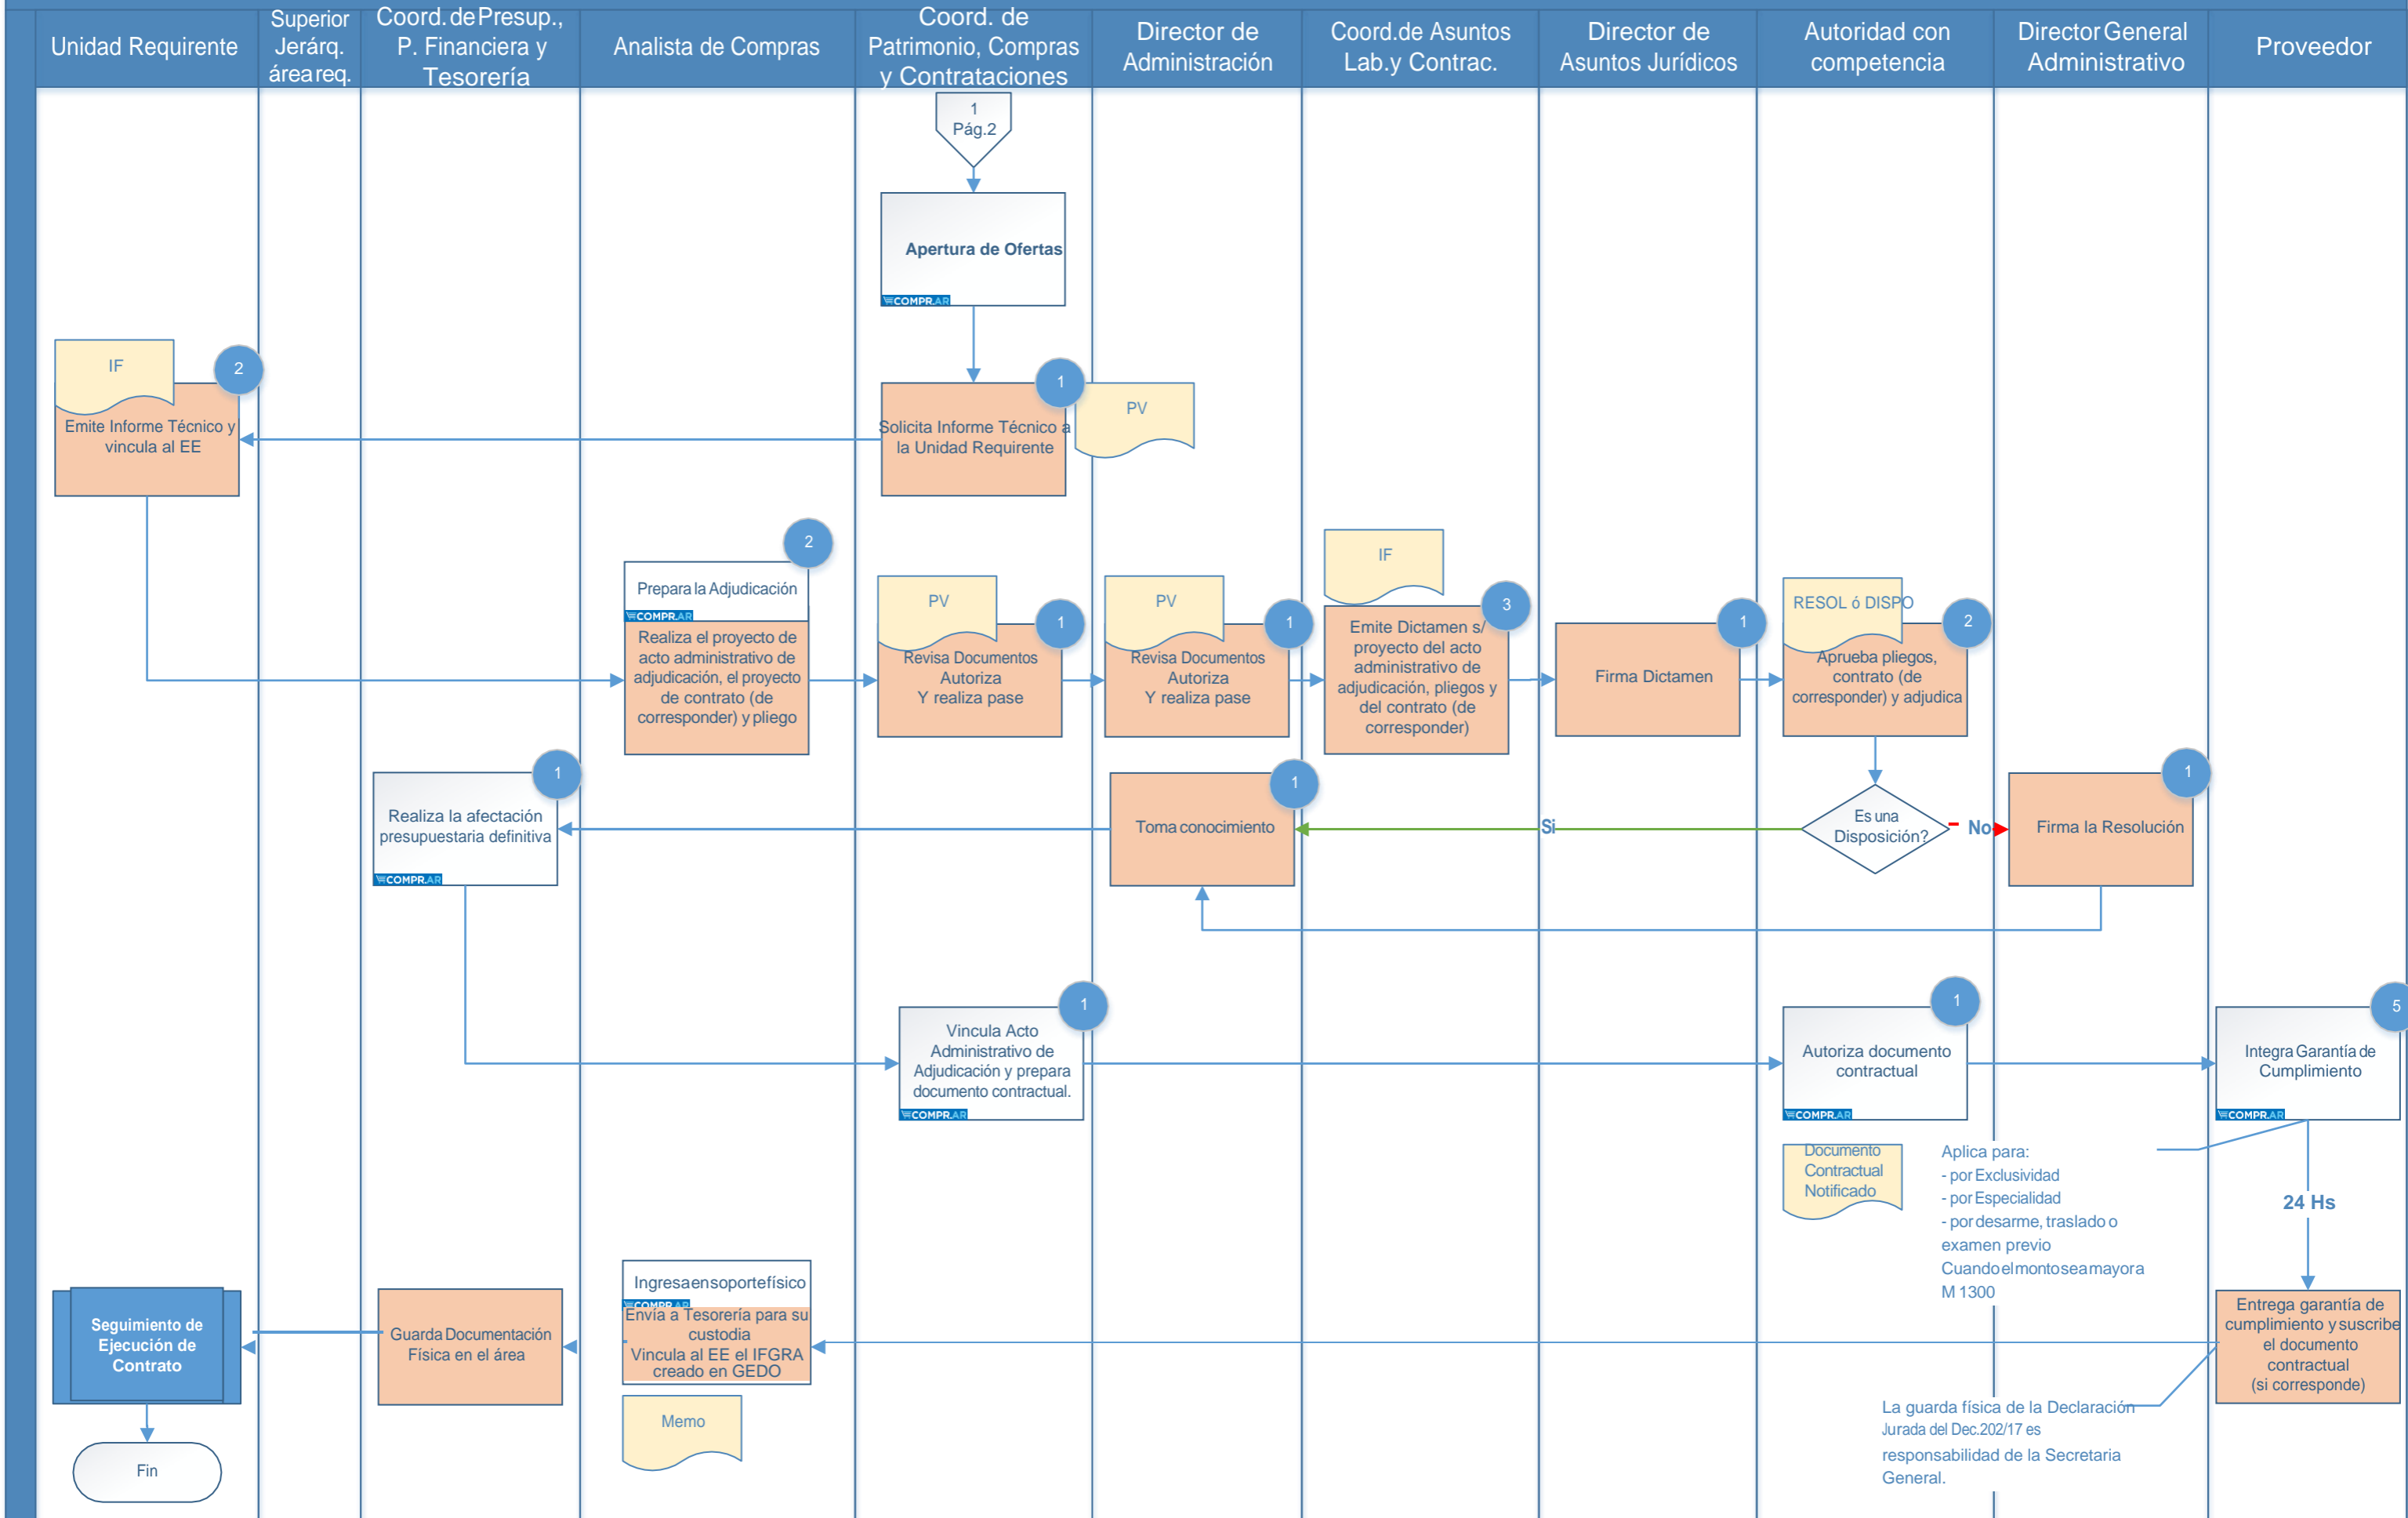 Unidad Requirente
Superior
Jerárq.
área req.
Coord. de Presup.,
P. Financiera y
Tesorería
Analista de Compras
Coord. de
Patrimonio, Compras
y Contrataciones
Director de
Administración
Coord.de Asuntos
Lab.y Contrac.
Director de
Asuntos Jurídicos
Autoridad con
competencia
Director General
Administrativo
Proveedor
1
Pág.2
Apertura de Ofertas
COMPR.AR
IF
2
Emite Informe Técnico y
vincula al EE
1
Solicita Informe Técnico a
la Unidad Requirente
PV
2
Prepara la Adjudicación
COMPR.AR
Realiza el proyecto de
acto administrativo de
adjudicación, el proyecto
de contrato (de
corresponder) y pliego
PV
1
Revisa Documentos
Autoriza
Y realiza pase
PV
1
Revisa Documentos
Autoriza
Y realiza pase
IF
3
Emite Dictamen s/
proyecto del acto
administrativo de
adjudicación, pliegos y
del contrato (de
corresponder)
1
Firma Dictamen
RESOL ó DISPO
2
Aprueba pliegos,
contrato (de
corresponder) y adjudica
1
Realiza la afectación
presupuestaria definitiva
COMPR.AR
1
Toma conocimiento
Si
Es una
Disposición?
No
1
Firma la Resolución
1
Vincula Acto
Administrativo de
Adjudicación y prepara
documento contractual.
COMPR.AR
1
Autoriza documento
contractual
COMPR.AR
5
Integra Garantía de
Cumplimiento
COMPR.AR
Documento
Contractual
Notificado
Aplica para:
- por Exclusividad
- por Especialidad
- por desarme, traslado o
examen previo
Cuando el monto sea mayor a
M 1300
24 Hs
Seguimiento de
Ejecución de
Contrato
Guarda Documentación
Física en el área
Ingresa en soporte físico
COMPR.AR
Envía a Tesorería para su
custodia
Vincula al EE el IFGRA
creado en GEDO
Entrega garantía de
cumplimiento y suscribe
el documento
contractual
(si corresponde)
Memo
La guarda física de la Declaración
Jurada del Dec.202/17 es
responsabilidad de la Secretaria
General.
Fin